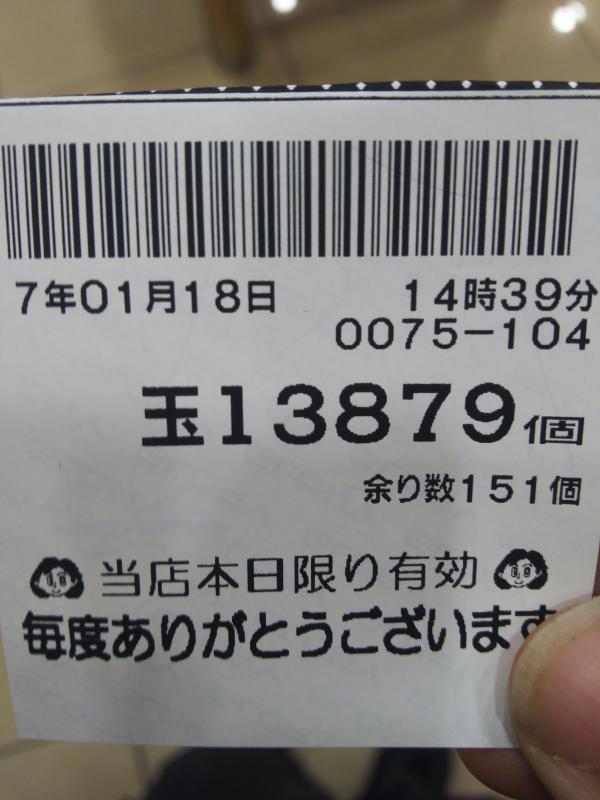 7年01月18日 14時39分
0075-104
玉13879個
余り数151個
当店本日限り有効
毎度ありがとうございます